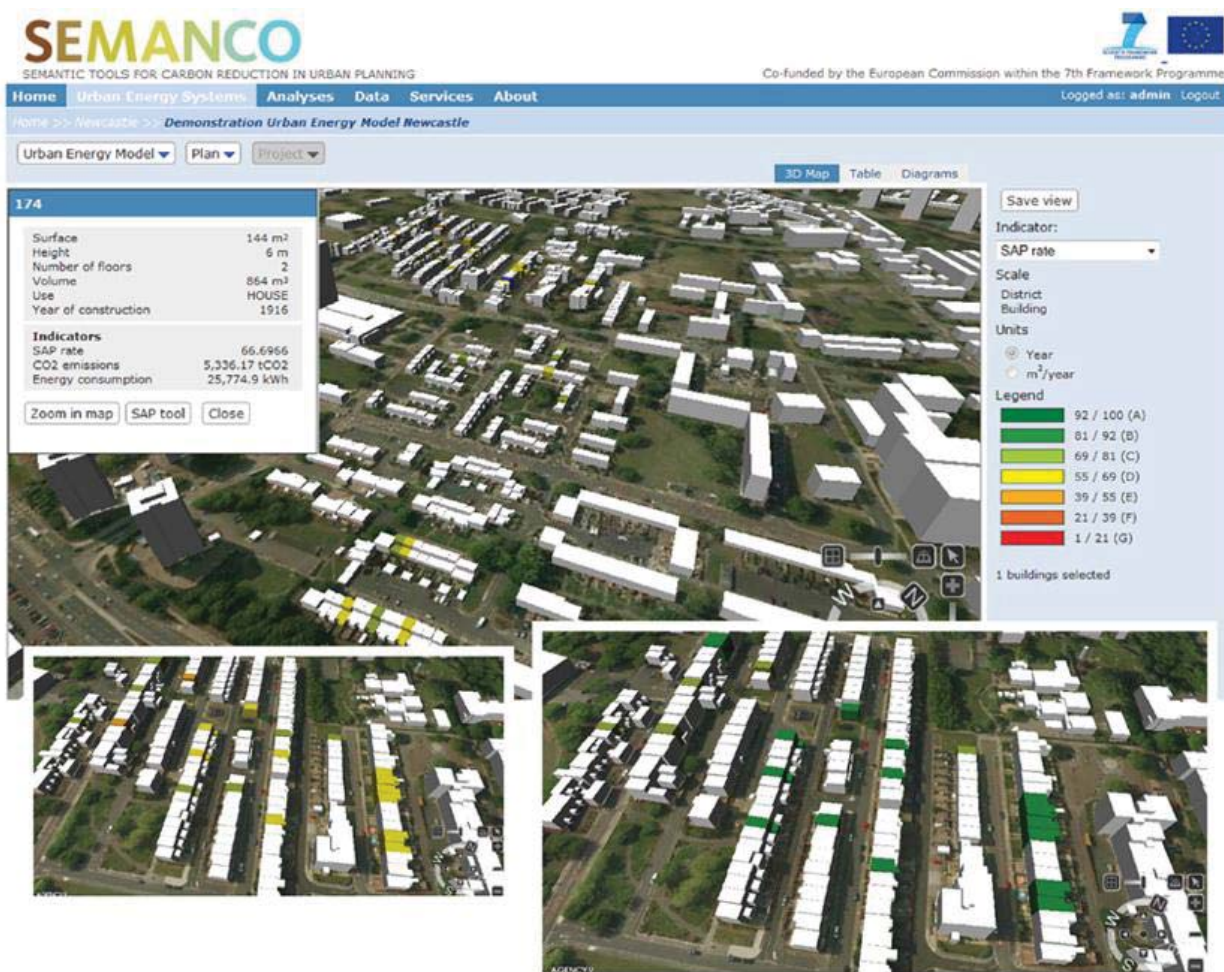 SEMANCO
SEMANTIC TOOLS FOR CARBON REDUCTION IN URBAN PLANNING
7
Co-funded by the European Commission within the 7th Framework Programme
Home Urban Energy Systems Analyses Data Services About
Logged as: admin Logout
Home >> Newcastle >> Demonstration Urban Energy Model Newcastle
Urban Energy Model Plan Project
3D Map Table Diagrams
174
Surface 144 m²
Height 6 m
Number of floors 2
Volume 864 m³
Use HOUSE
Year of construction 1916
Indicators
SAP rate 66.6966
CO2 emissions 5,336.17 tCO2
Energy consumption 25,774.9 kWh
Zoom in map SAP tool Close
Save view
Indicator:
SAP rate
Scale
District
Building
Units
Year
m²/year
Legend
92 / 100 (A)
81 / 92 (B)
69 / 81 (C)
55 / 69 (D)
39 / 55 (E)
21 / 39 (F)
1 / 21 (G)
1 buildings selected
W N
W N
W N
S
AGENCY9